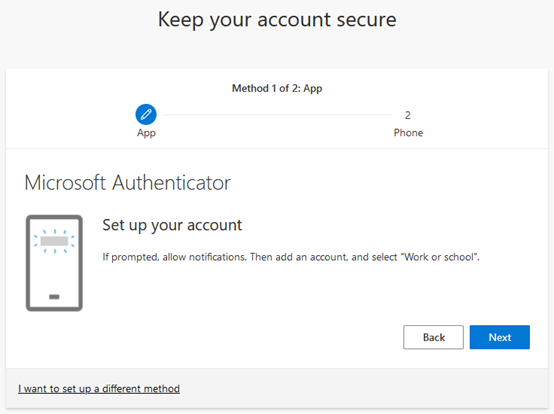 Keep your account secure
Method 1 of 2: App
2
App
Phone
Microsoft Authenticator
Set up your account
If prompted, allow notifications. Then add an account, and select "Work or school".
Back
Next
I want to set up a different method